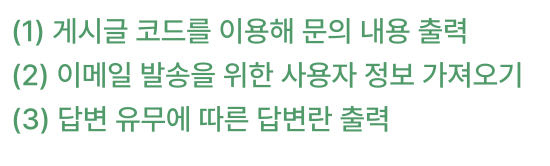 (1) 게시글 코드를 이용해 문의 내용 출력
(2) 이메일 발송을 위한 사용자 정보 가져오기
(3) 답변 유무에 따른 답변란 출력